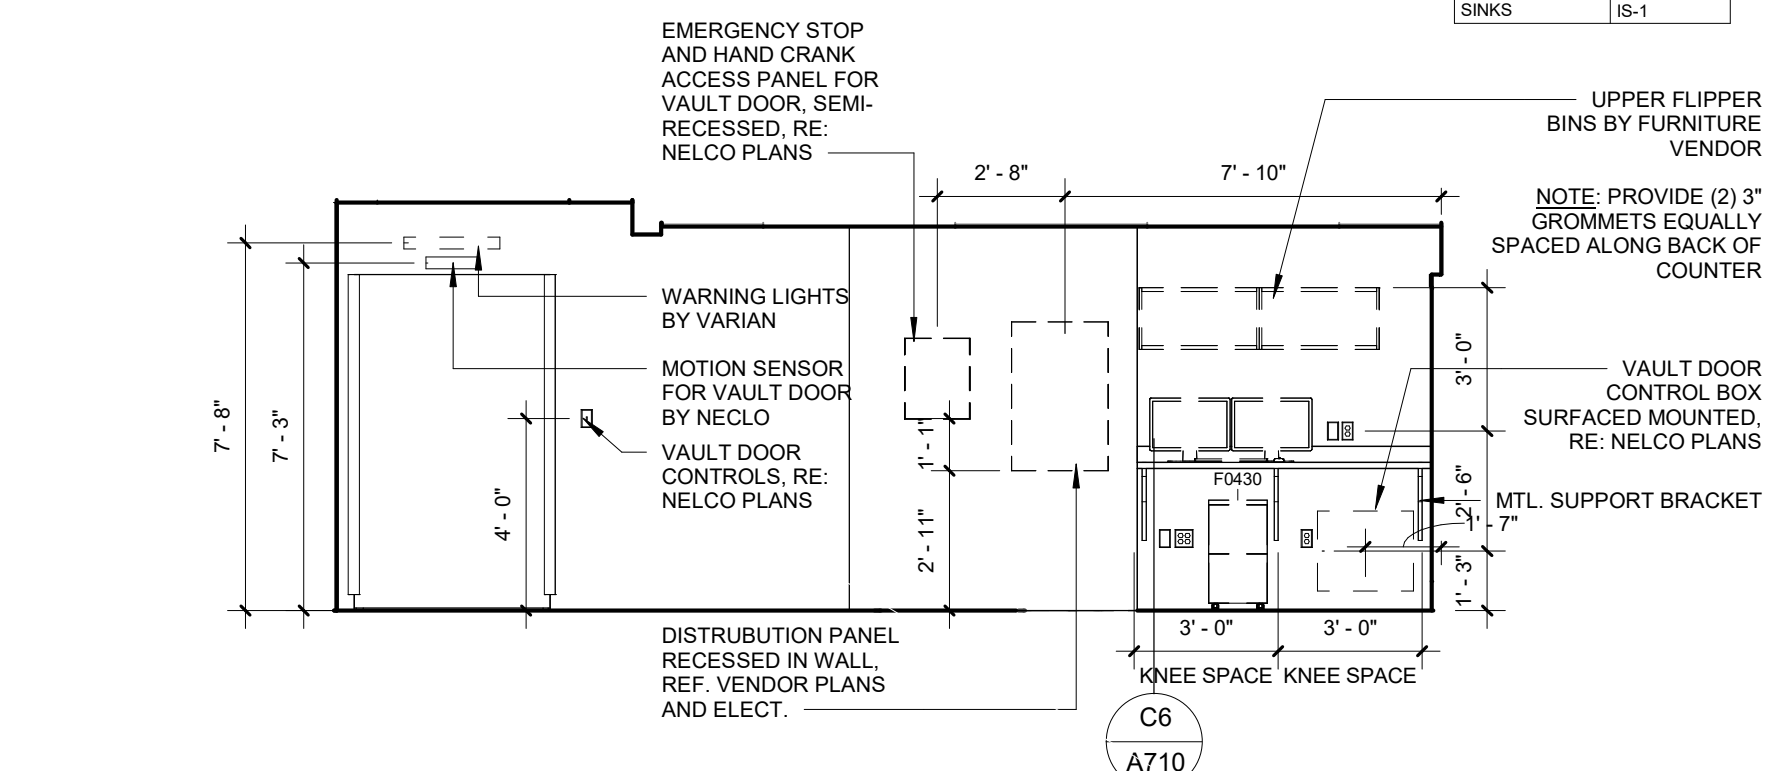 SINKS IS-1
EMERGENCY STOP
AND HAND CRANK
ACCESS PANEL FOR
VAULT DOOR, SEMI-
RECESSED, RE:
NELCO PLANS
UPPER FLIPPER
BINS BY FURNITURE
VENDOR
2' - 8"
7' - 10"
NOTE: PROVIDE (2) 3"
GROMMETS EQUALLY
SPACED ALONG BACK OF
COUNTER
WARNING LIGHTS
BY VARIAN
MOTION SENSOR
FOR VAULT DOOR
BY NECLO
VAULT DOOR
CONTROLS, RE:
NELCO PLANS
7' - 8"
7' - 3"
4' - 0"
1' - 1"
2' - 11"
3' - 0"
VAULT DOOR
CONTROL BOX
SURFACED MOUNTED,
RE: NELCO PLANS
F0430
2' - 6"
MTL. SUPPORT BRACKET
1' - 7"
1' - 3"
3' - 0"
3' - 0"
KNEE SPACE
KNEE SPACE
DISTRUBUTION PANEL
RECESSED IN WALL,
REF. VENDOR PLANS
AND ELECT.
C6
A710